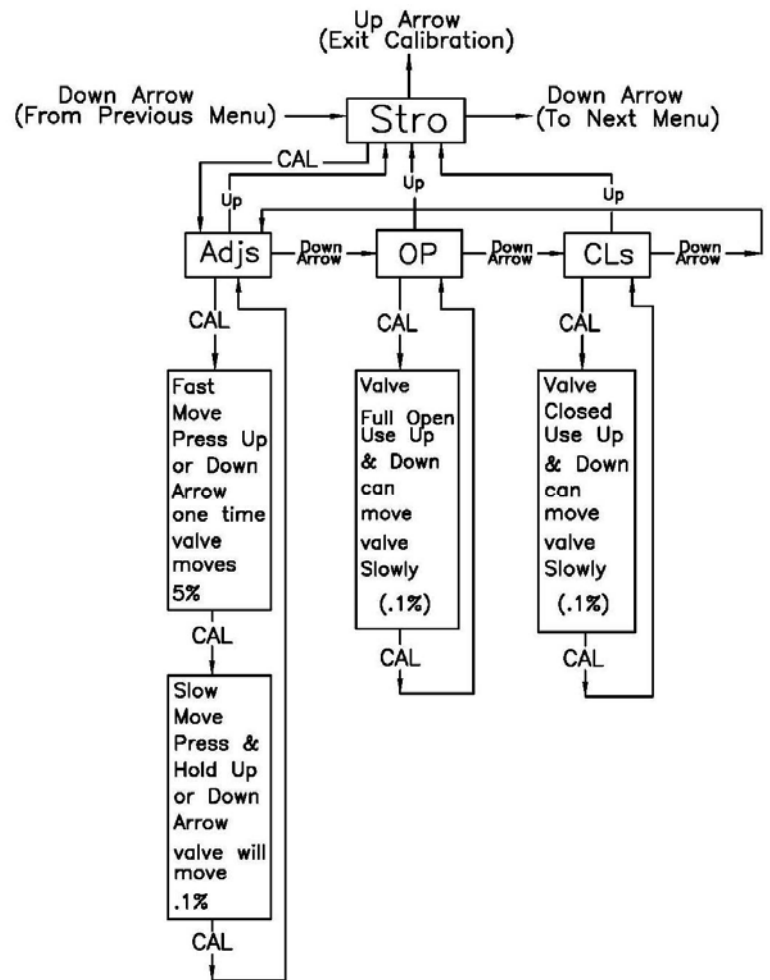 Up Arrow
(Exit Calibration)
Down Arrow
(From Previous Menu)
Stro
Down Arrow
(To Next Menu)
CAL
Up
Up
Up
Adjs
Down
Arrow
OP
Down
Arrow
CLs
Down
Arrow
CAL
CAL
CAL
Fast
Move
Press Up
or Down
Arrow
one time
valve
moves
5%
Valve
Full Open
Use Up
& Down
can
move
valve
Slowly
(.1%)
Valve
Closed
Use Up
& Down
can
move
valve
Slowly
(.1%)
CAL
CAL
CAL
Slow
Move
Press &
Hold Up
or Down
Arrow
valve will
move
.1%
CAL